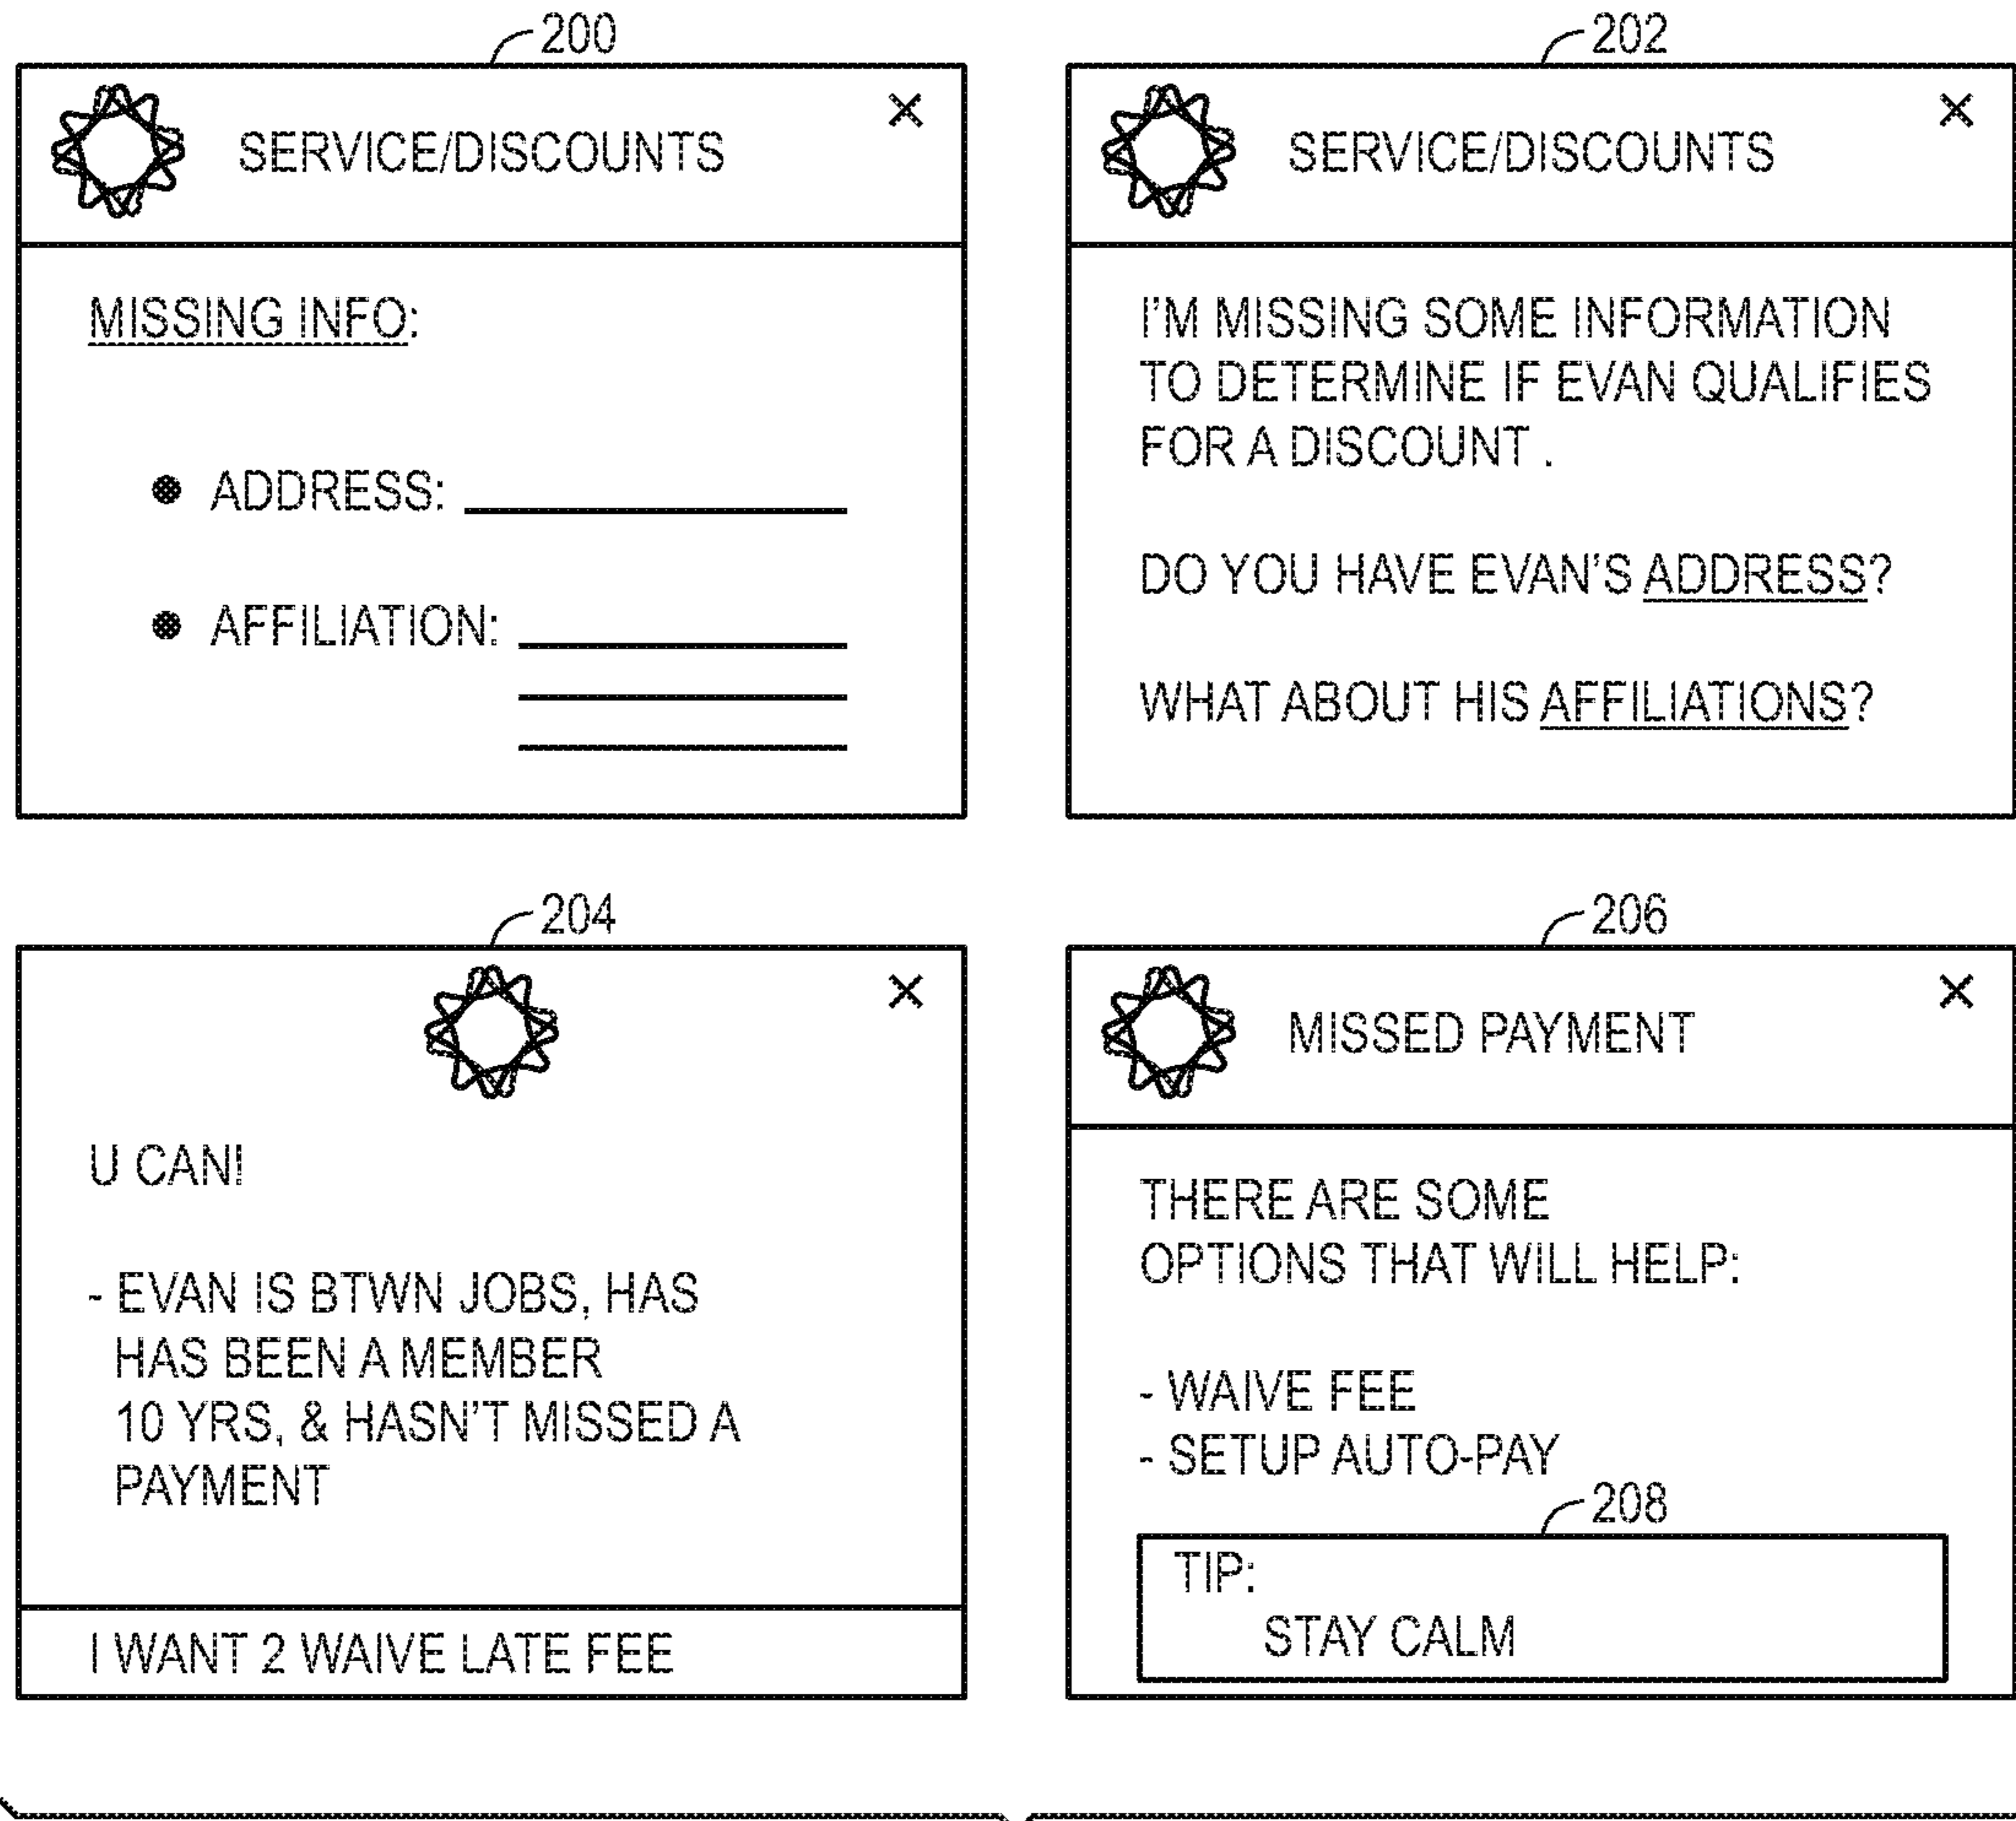 200
SERVICE/DISCOUNTS
X
MISSING INFO:
● ADDRESS:
● AFFILIATION:
202
SERVICE/DISCOUNTS
X
I'M MISSING SOME INFORMATION
TO DETERMINE IF EVAN QUALIFIES
FOR A DISCOUNT .
DO YOU HAVE EVAN'S ADDRESS?
WHAT ABOUT HIS AFFILIATIONS?
204
X
U CAN!
- EVAN IS BTWN JOBS, HAS
HAS BEEN A MEMBER
10 YRS, & HASN'T MISSED A
PAYMENT
I WANT 2 WAIVE LATE FEE
206
MISSED PAYMENT
X
THERE ARE SOME
OPTIONS THAT WILL HELP:
- WAIVE FEE
- SETUP AUTO-PAY
208
TIP:
STAY CALM